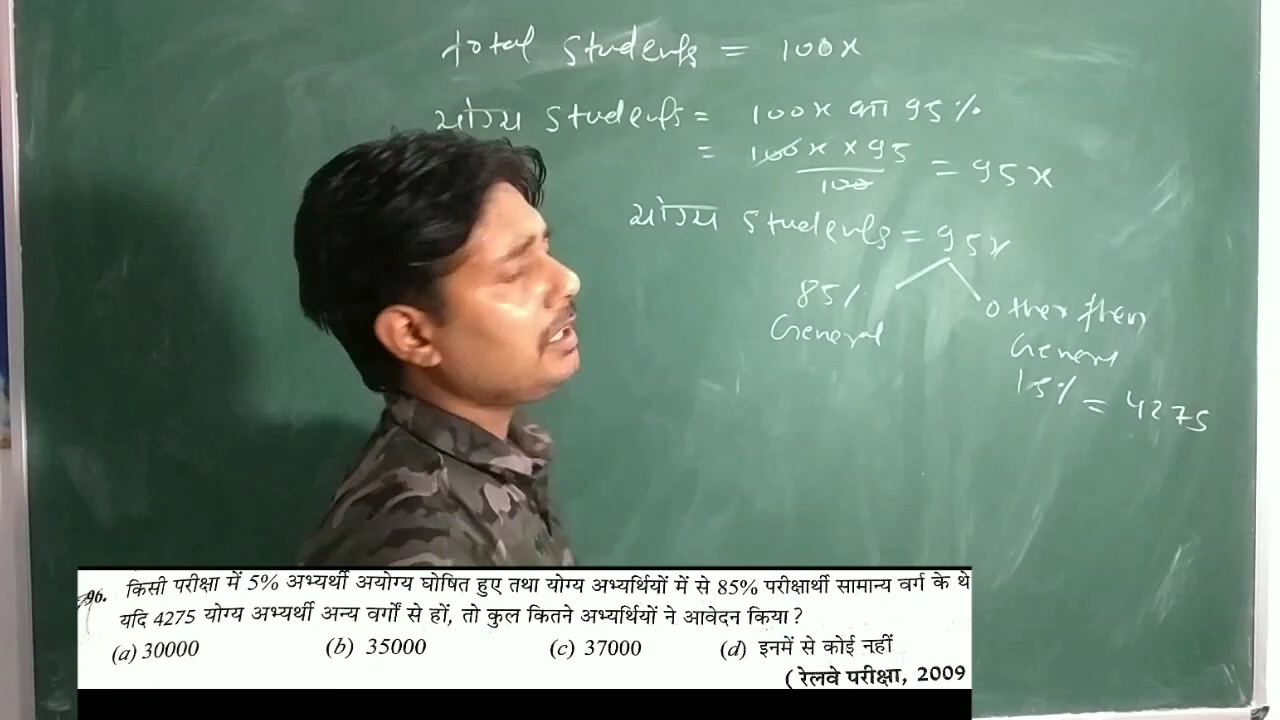 total students = 100x
योग्य students = 100x का 95%
= 100x x 95 / 100 = 95x
योग्य students = 95x
85% General
other then General
15% = 4275
96. किसी परीक्षा में 5% अभ्यर्थी अयोग्य घोषित हुए तथा योग्य अभ्यर्थियों में से 85% परीक्षार्थी सामान्य वर्ग के थे
यदि 4275 योग्य अभ्यर्थी अन्य वर्गों से हों, तो कुल कितने अभ्यर्थियों ने आवेदन किया ?
(a) 30000 (b) 35000 (c) 37000 (d) इनमें से कोई नहीं
(रेलवे परीक्षा, 2009